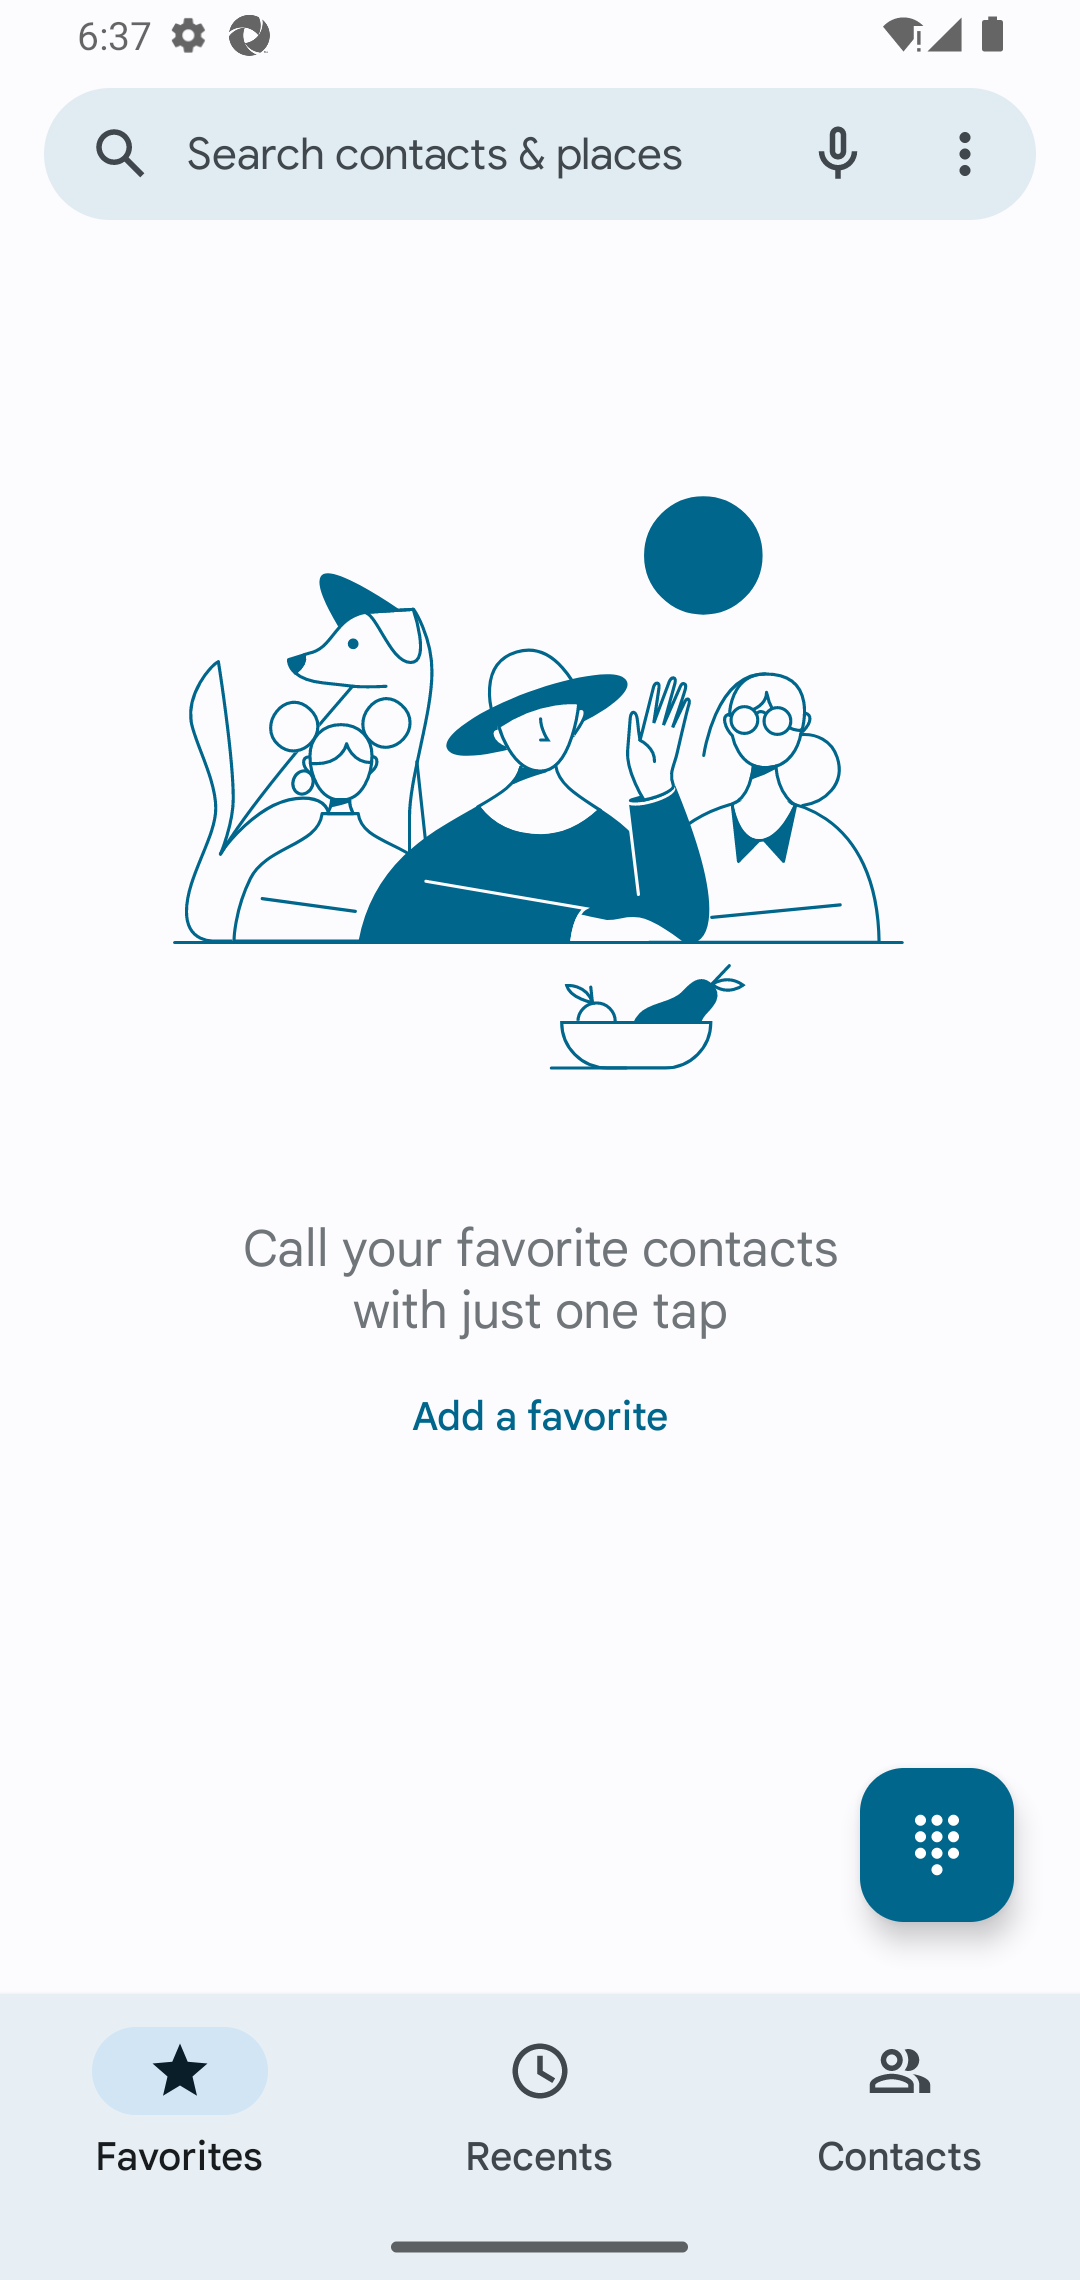 6:37
Search contacts & places
Call your favorite contacts
with just one tap
Add a favorite
Favorites
Recents
Contacts